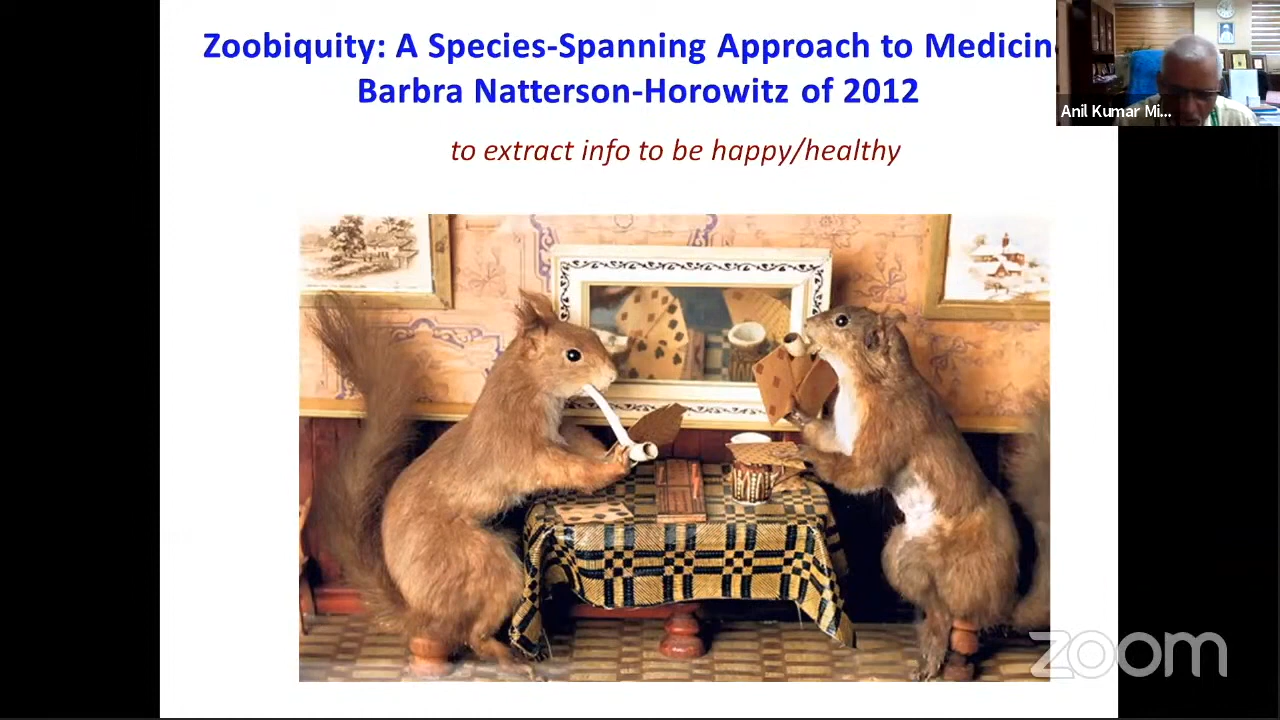 Zoobiquity: A Species-Spanning Approach to Medicin
Barbra Natterson-Horowitz of 2012
to extract info to be happy/healthy
Anil Kumar Mi...
zoom